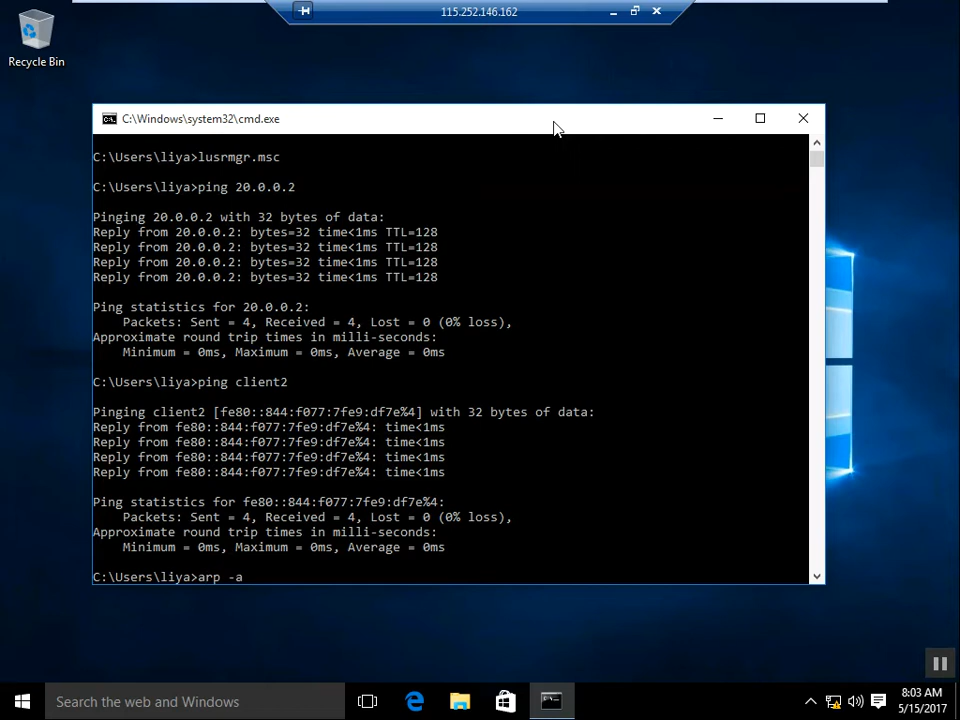 115.252.146.162
Recycle Bin
C:\Windows\system32\cmd.exe
C:\Users\liya>lusrmgr.msc
C:\Users\liya>ping 20.0.0.2
Pinging 20.0.0.2 with 32 bytes of data:
Reply from 20.0.0.2: bytes=32 time<1ms TTL=128
Reply from 20.0.0.2: bytes=32 time<1ms TTL=128
Reply from 20.0.0.2: bytes=32 time<1ms TTL=128
Reply from 20.0.0.2: bytes=32 time<1ms TTL=128
Ping statistics for 20.0.0.2:
Packets: Sent = 4, Received = 4, Lost = 0 (0% loss),
Approximate round trip times in milli-seconds:
Minimum = 0ms, Maximum = 0ms, Average = 0ms
C:\Users\liya>ping client2
Pinging client2 [fe80::844:f077:7fe9:df7e%4] with 32 bytes of data:
Reply from fe80::844:f077:7fe9:df7e%4: time<1ms
Reply from fe80::844:f077:7fe9:df7e%4: time<1ms
Reply from fe80::844:f077:7fe9:df7e%4: time<1ms
Reply from fe80::844:f077:7fe9:df7e%4: time<1ms
Ping statistics for fe80::844:f077:7fe9:df7e%4:
Packets: Sent = 4, Received = 4, Lost = 0 (0% loss),
Approximate round trip times in milli-seconds:
Minimum = 0ms, Maximum = 0ms, Average = 0ms
C:\Users\liya>arp -a
Search the web and Windows
8:03 AM
5/15/2017